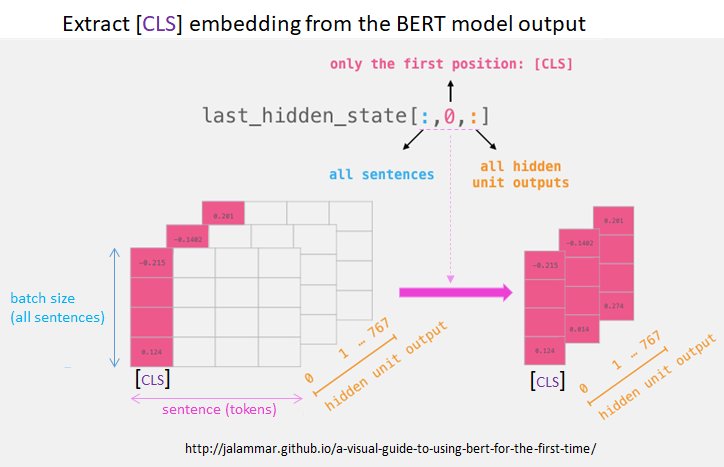 Extract [CLS] embedding from the BERT model output
only the first position: [CLS]
last_hidden_state[:,0,:]
all sentences
all hidden
unit outputs
0.201
-0.1402
-0.215
0.124
batch size
(all sentences)
[CLS]
sentence (tokens)
0 1 … 767
hidden unit output
0.201
-0.1402
-0.215
0.274
0.014
0.124
[CLS]
0 1 … 767
hidden unit output
http://jalammar.github.io/a-visual-guide-to-using-bert-for-the-first-time/